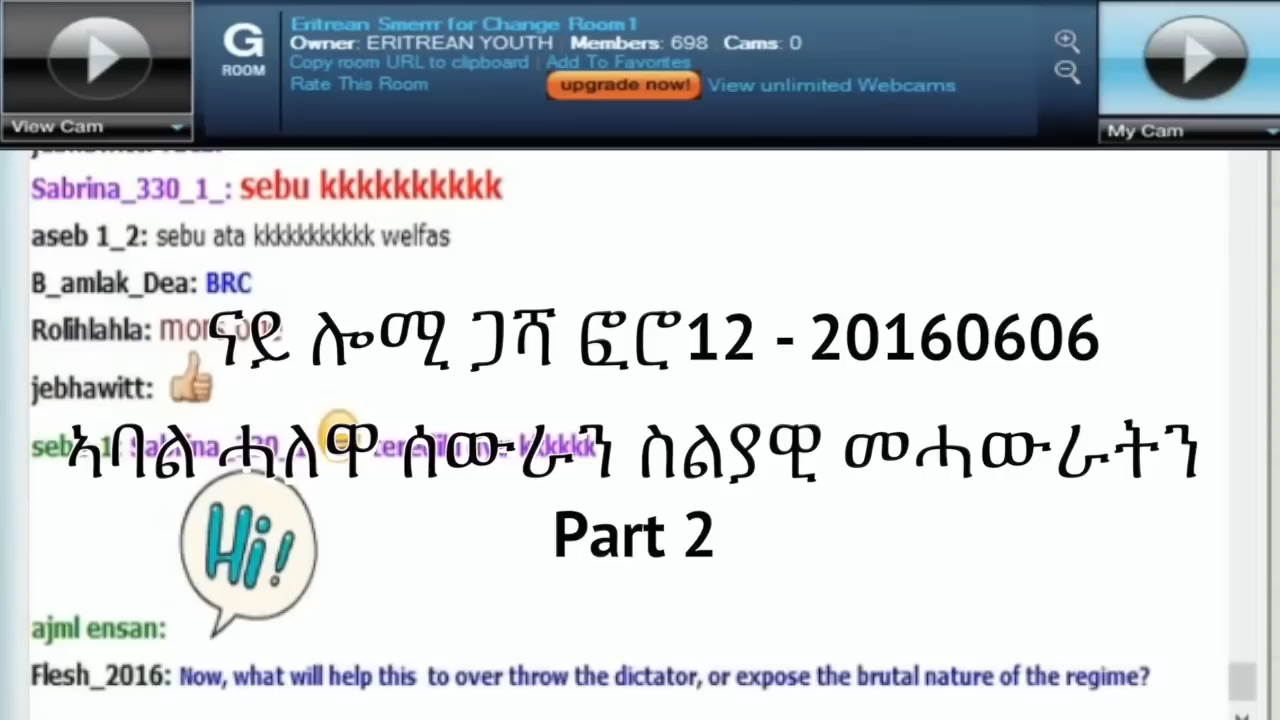 Eritrean Smerrr for Change Room1
G ROOM
Owner: ERITREAN YOUTH Members: 698 Cams: 0
Copy room URL to clipboard | Add To Favorites
Rate This Room upgrade now! View unlimited Webcams
View Cam
My Cam
Sabrina_330_1_: sebu kkkkkkkkkk
aseb 1_2: sebu ata kkkkkkkkkkk welfas
B_amlak_Dea: BRC
Rolihlahla:
ናይ ሎሚ ጋሻ ፎሮ12 - 20160606
jebhawitt:
ኣባል ሓለዋ ሰውራን ስልያዊ መሓውራትን
Part 2
Hi!
ajml ensan:
Flesh_2016: Now, what will help this to over throw the dictator, or expose the brutal nature of the regime?